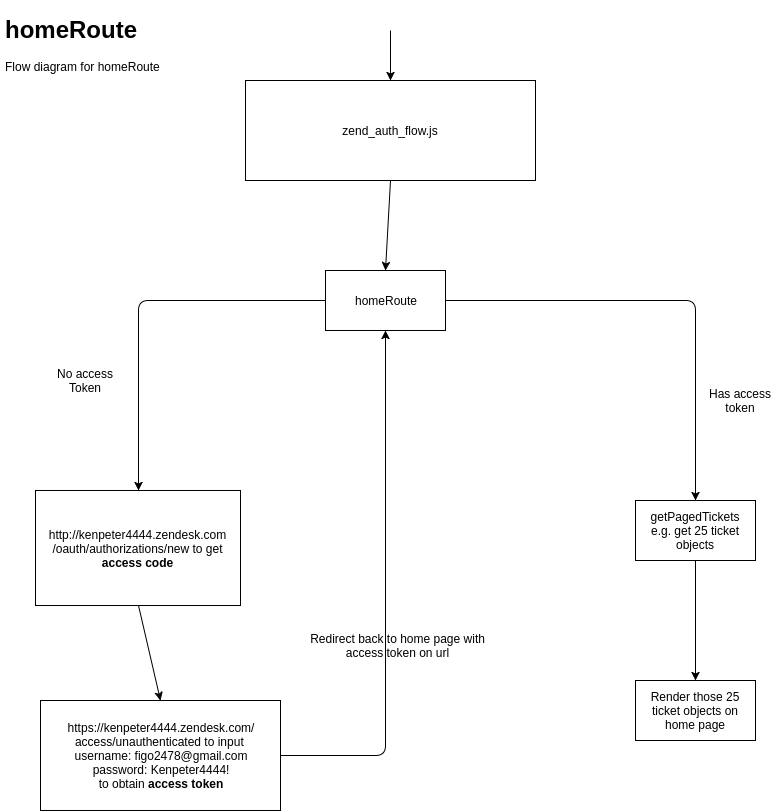 homeRoute
Flow diagram for homeRoute
zend_auth_flow.js
homeRoute
No access
Token
Has access
token
http://kenpeter4444.zendesk.com
/oauth/authorizations/new to get
access code
getPagedTickets
e.g. get 25 ticket
objects
Redirect back to home page with
access token on url
https://kenpeter4444.zendesk.com/
access/unauthenticated to input
username: figo2478@gmail.com
password: Kenpeter4444!
to obtain access token
Render those 25
ticket objects on
home page